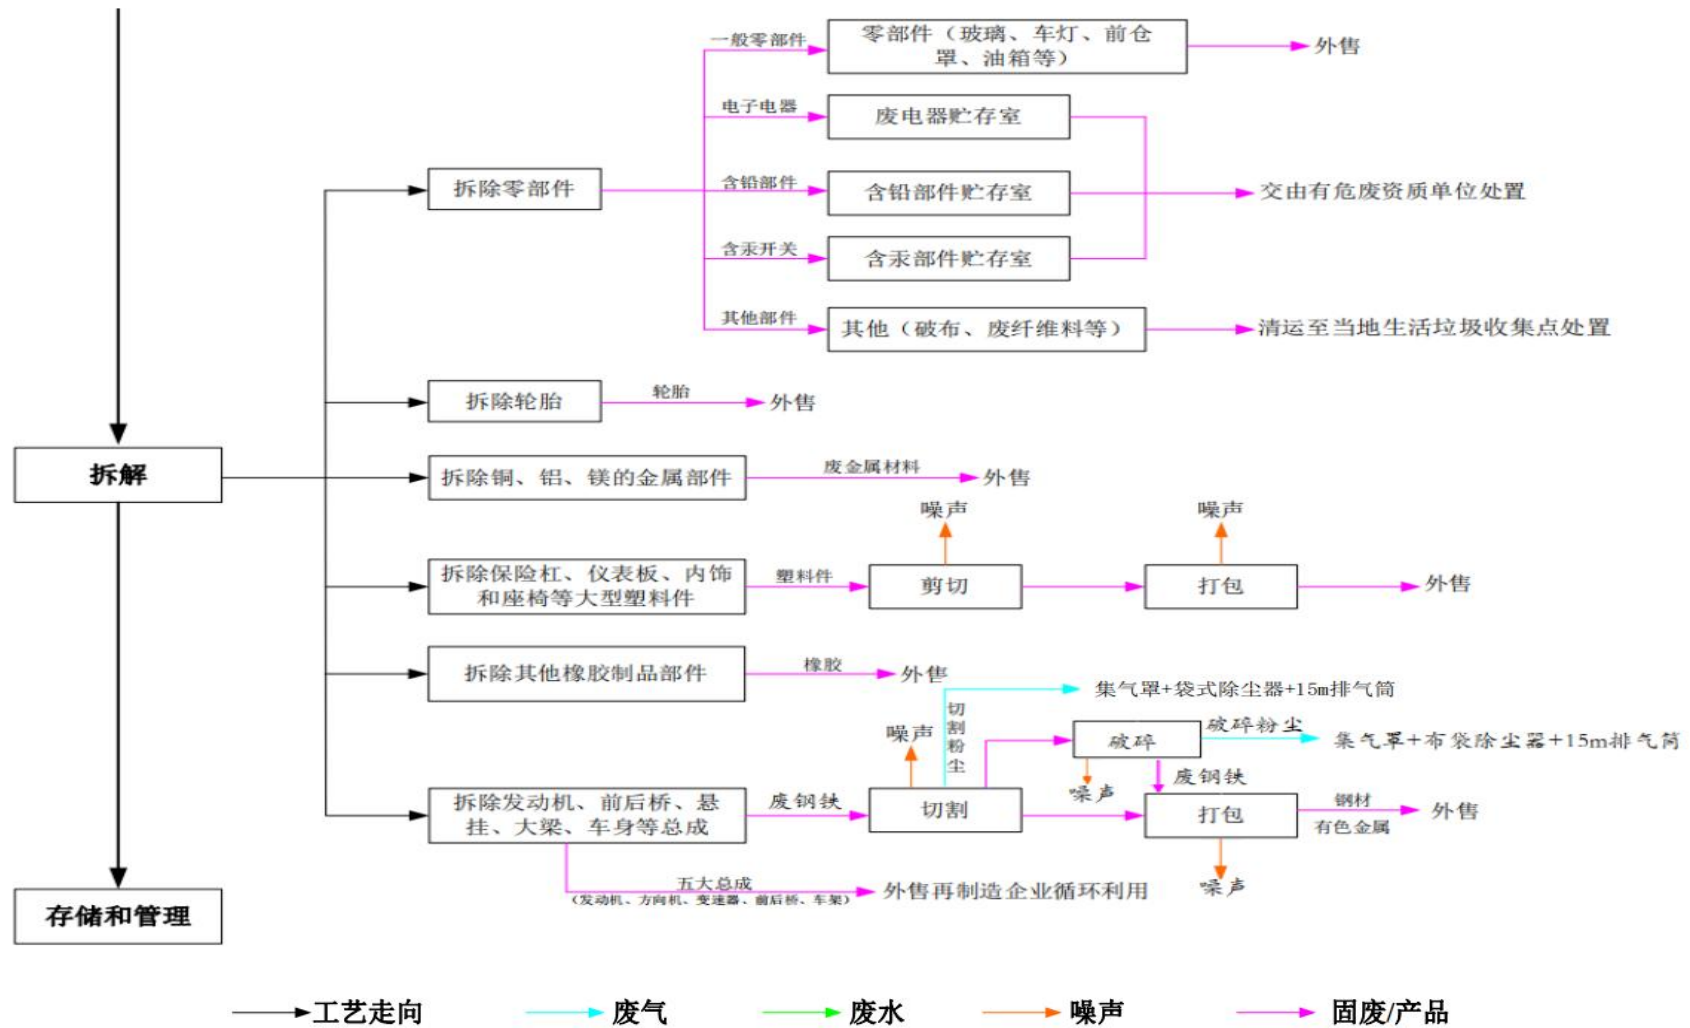 一般零部件
零部件（玻璃、车灯、前仓
罩、油箱等）
外售
电子电器
废电器贮存室
拆除零部件
含铅部件
含铅部件贮存室
交由有危废资质单位处置
含汞开关
含汞部件贮存室
其他部件
其他（破布、废纤维料等）
清运至当地生活垃圾收集点处置
拆除轮胎
轮胎
外售
拆解
拆除铜、铝、镁的金属部件
废金属材料
外售
噪声
噪声
拆除保险杠、仪表板、内饰
和座椅等大型塑料件
塑料件
剪切
打包
外售
拆除其他橡胶制品部件
橡胶
外售
切割粉尘
集气罩+袋式除尘器+15m排气筒
噪声
破碎
破碎粉尘
集气罩+布袋除尘器+15m排气筒
噪声
废钢铁
拆除发动机、前后桥、悬
挂、大梁、车身等总成
废钢铁
切割
打包
钢材
有色金属
外售
噪声
五大总成
（发动机、方向机、变速器、前后桥、车架）
外售再制造企业循环利用
存储和管理
工艺走向
废气
废水
噪声
固废/产品